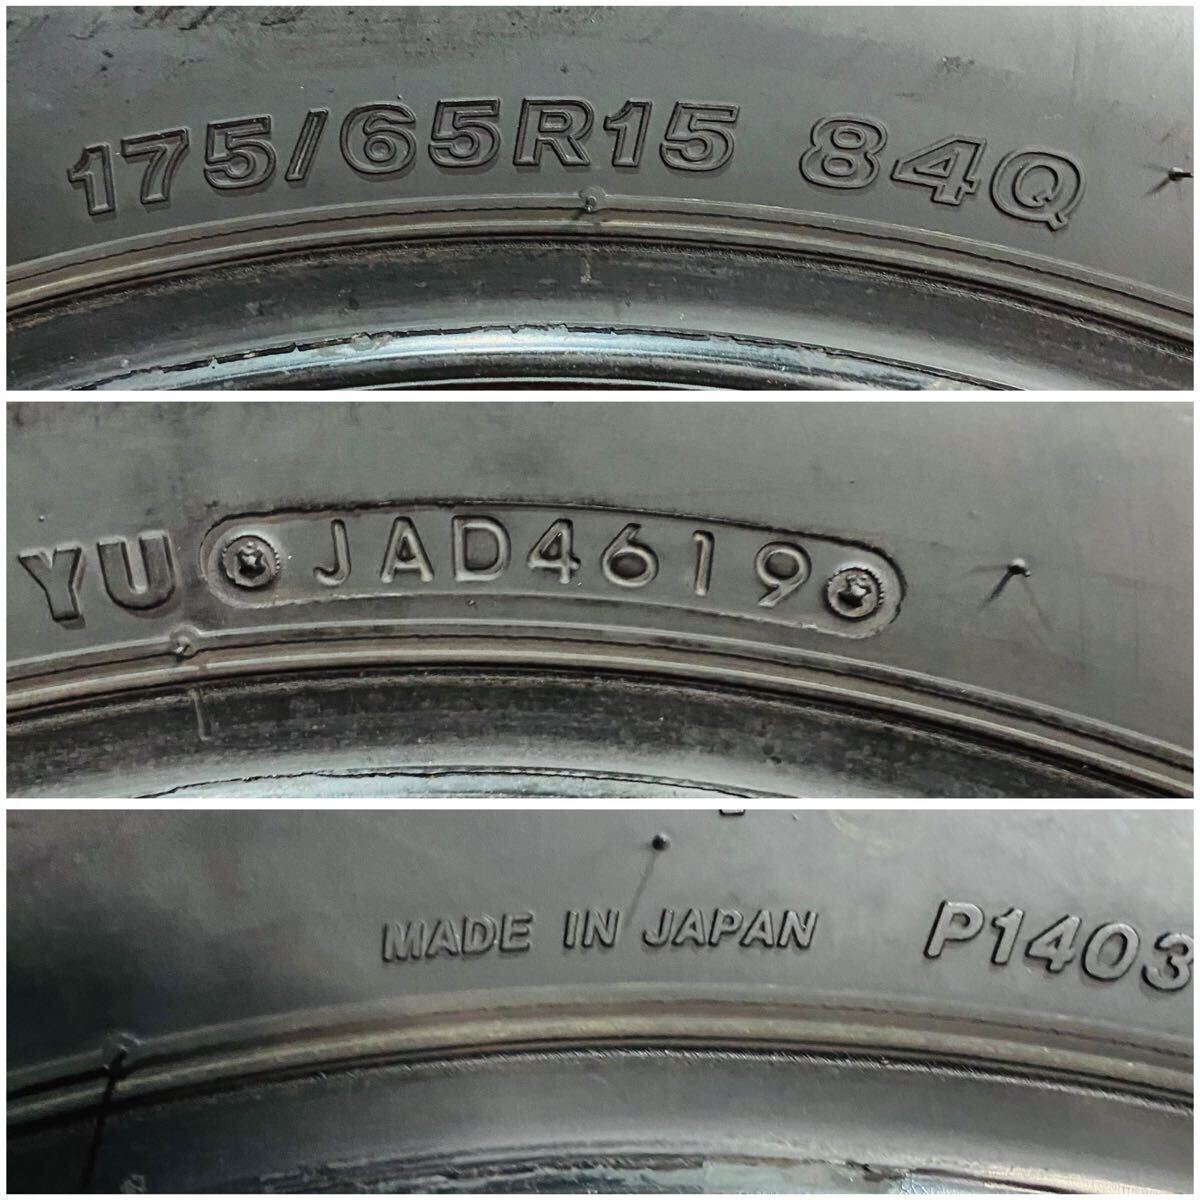 175/65R15 84Q
YU JAD4619
MADE IN JAPAN P1403